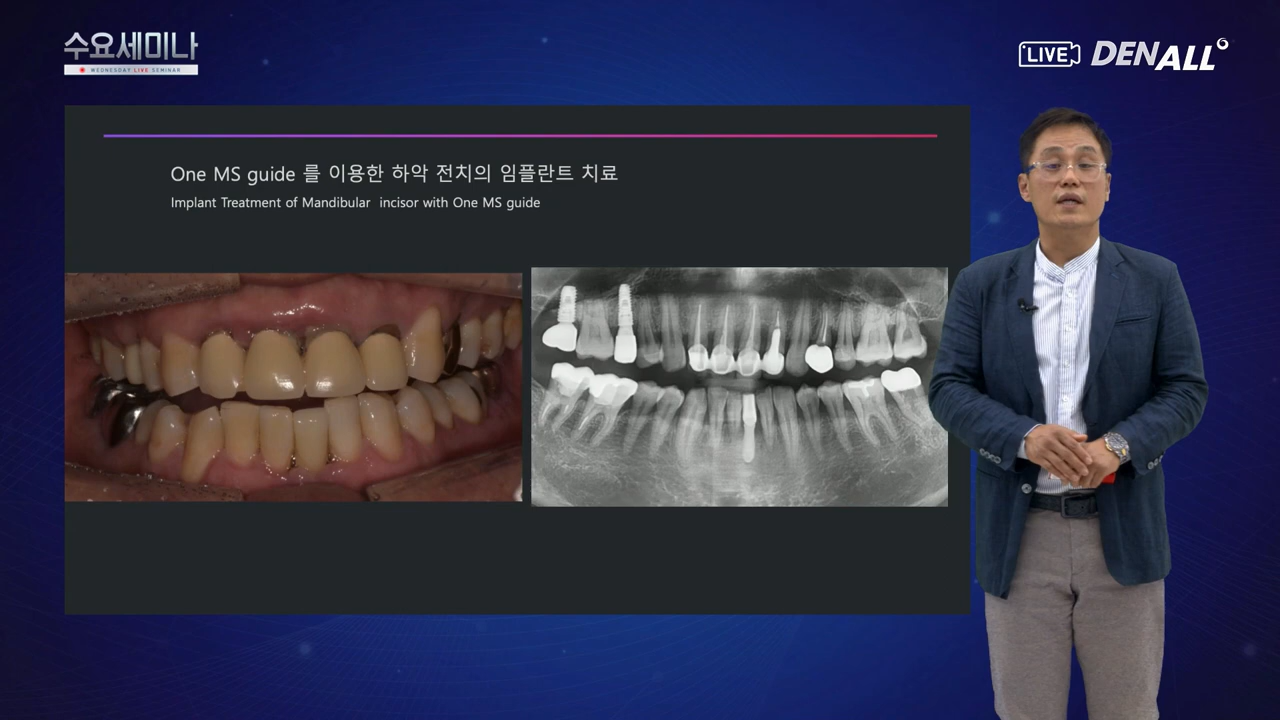 수요세미나
WEDNESDAY LIVE SEMINAR
LIVE
DENALL
One MS guide 를 이용한 하악 전치의 임플란트 치료
Implant Treatment of Mandibular incisor with One MS guide